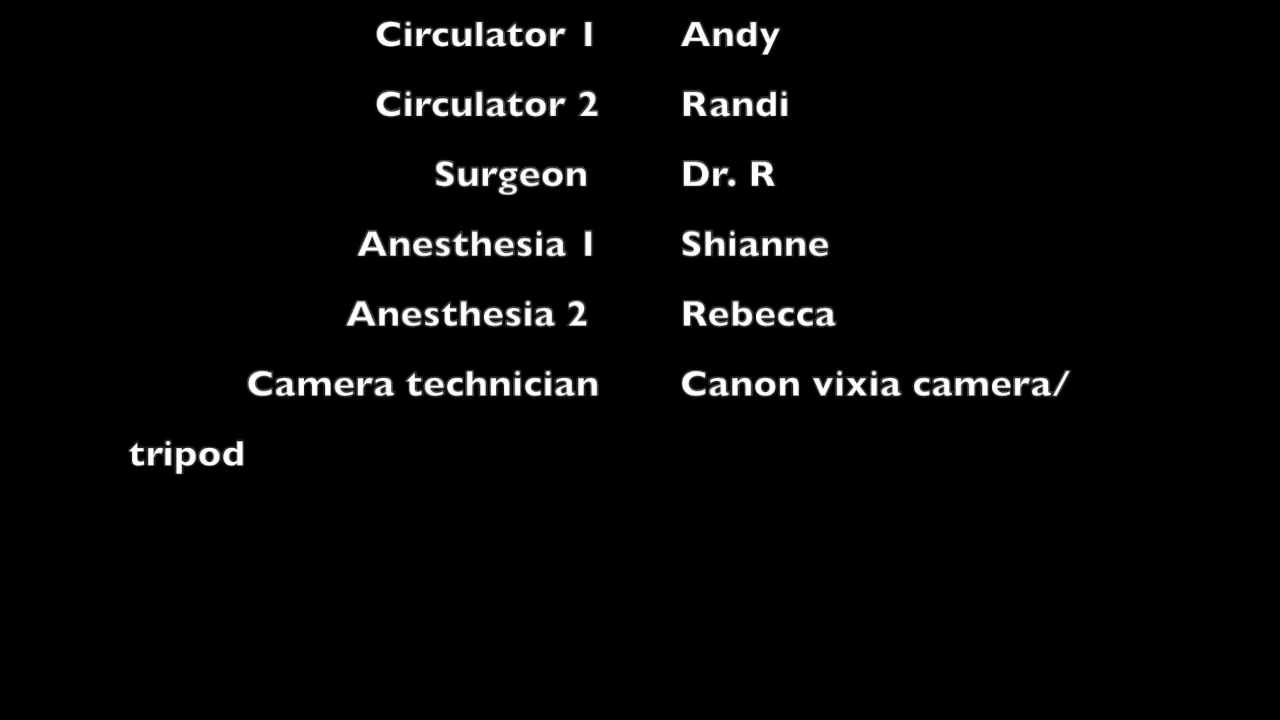 Circulator 1 Andy
Circulator 2 Randi
Surgeon Dr. R
Anesthesia 1 Shianne
Anesthesia 2 Rebecca
Camera technician Canon vixia camera/
tripod